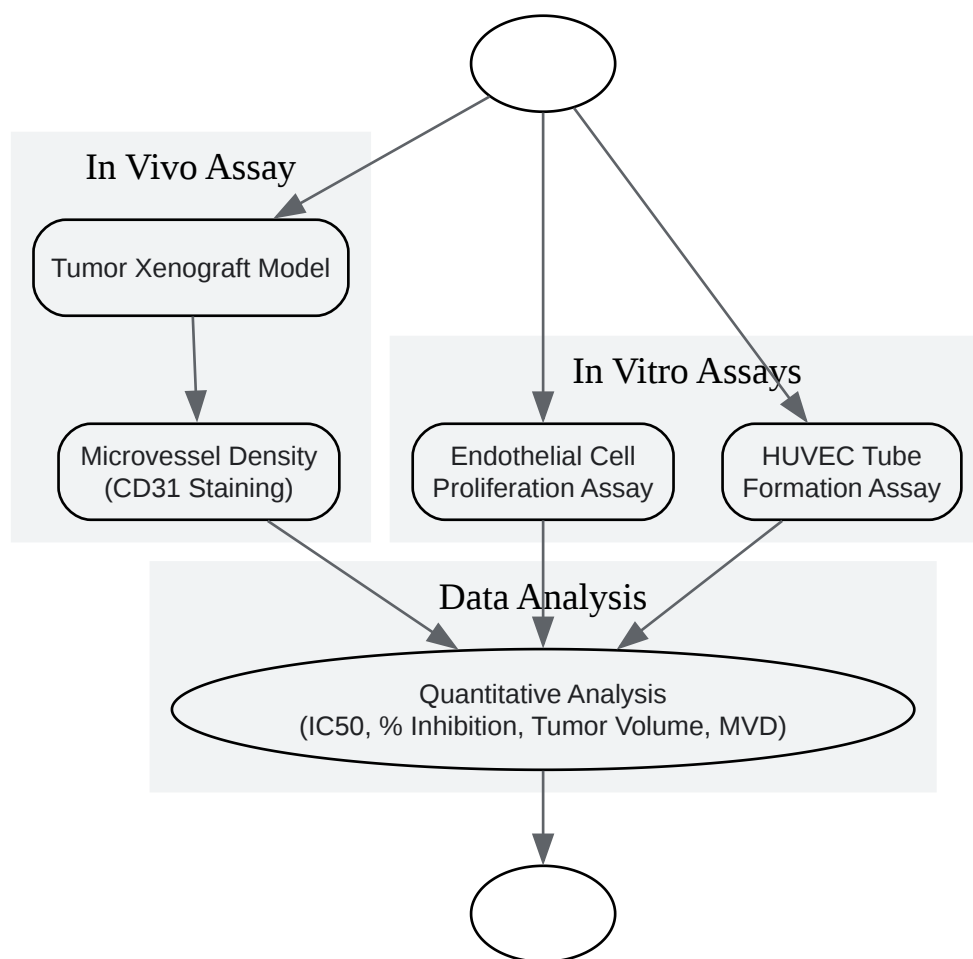 In Vivo Assay
Tumor Xenograft Model
In Vitro Assays
Microvessel Density
(CD31 Staining)
Endothelial Cell
Proliferation Assay
HUVEC Tube
Formation Assay
Data Analysis
Quantitative Analysis
(IC50, % Inhibition, Tumor Volume, MVD)